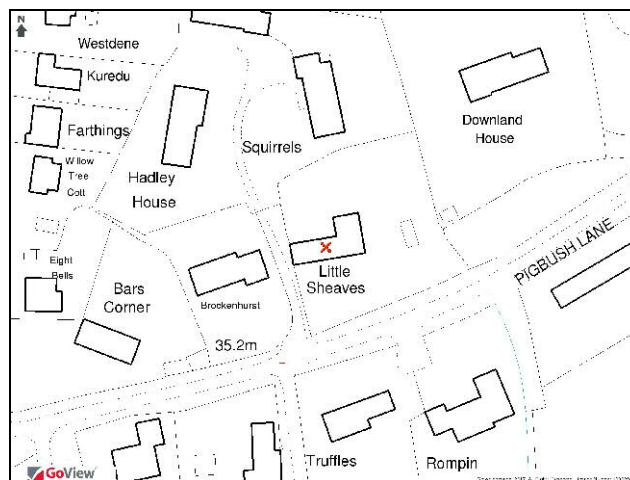 N
Westdene
Kuredu
Farthings
Willow
Tree
Cott
Hadley
House
Squirrels
Downland
House
Eight
Bells
Bars
Corner
Brockenhurst
Little
Sheaves
PIGBUSH LANE
35.2m
Truffles
Rompin
GoView